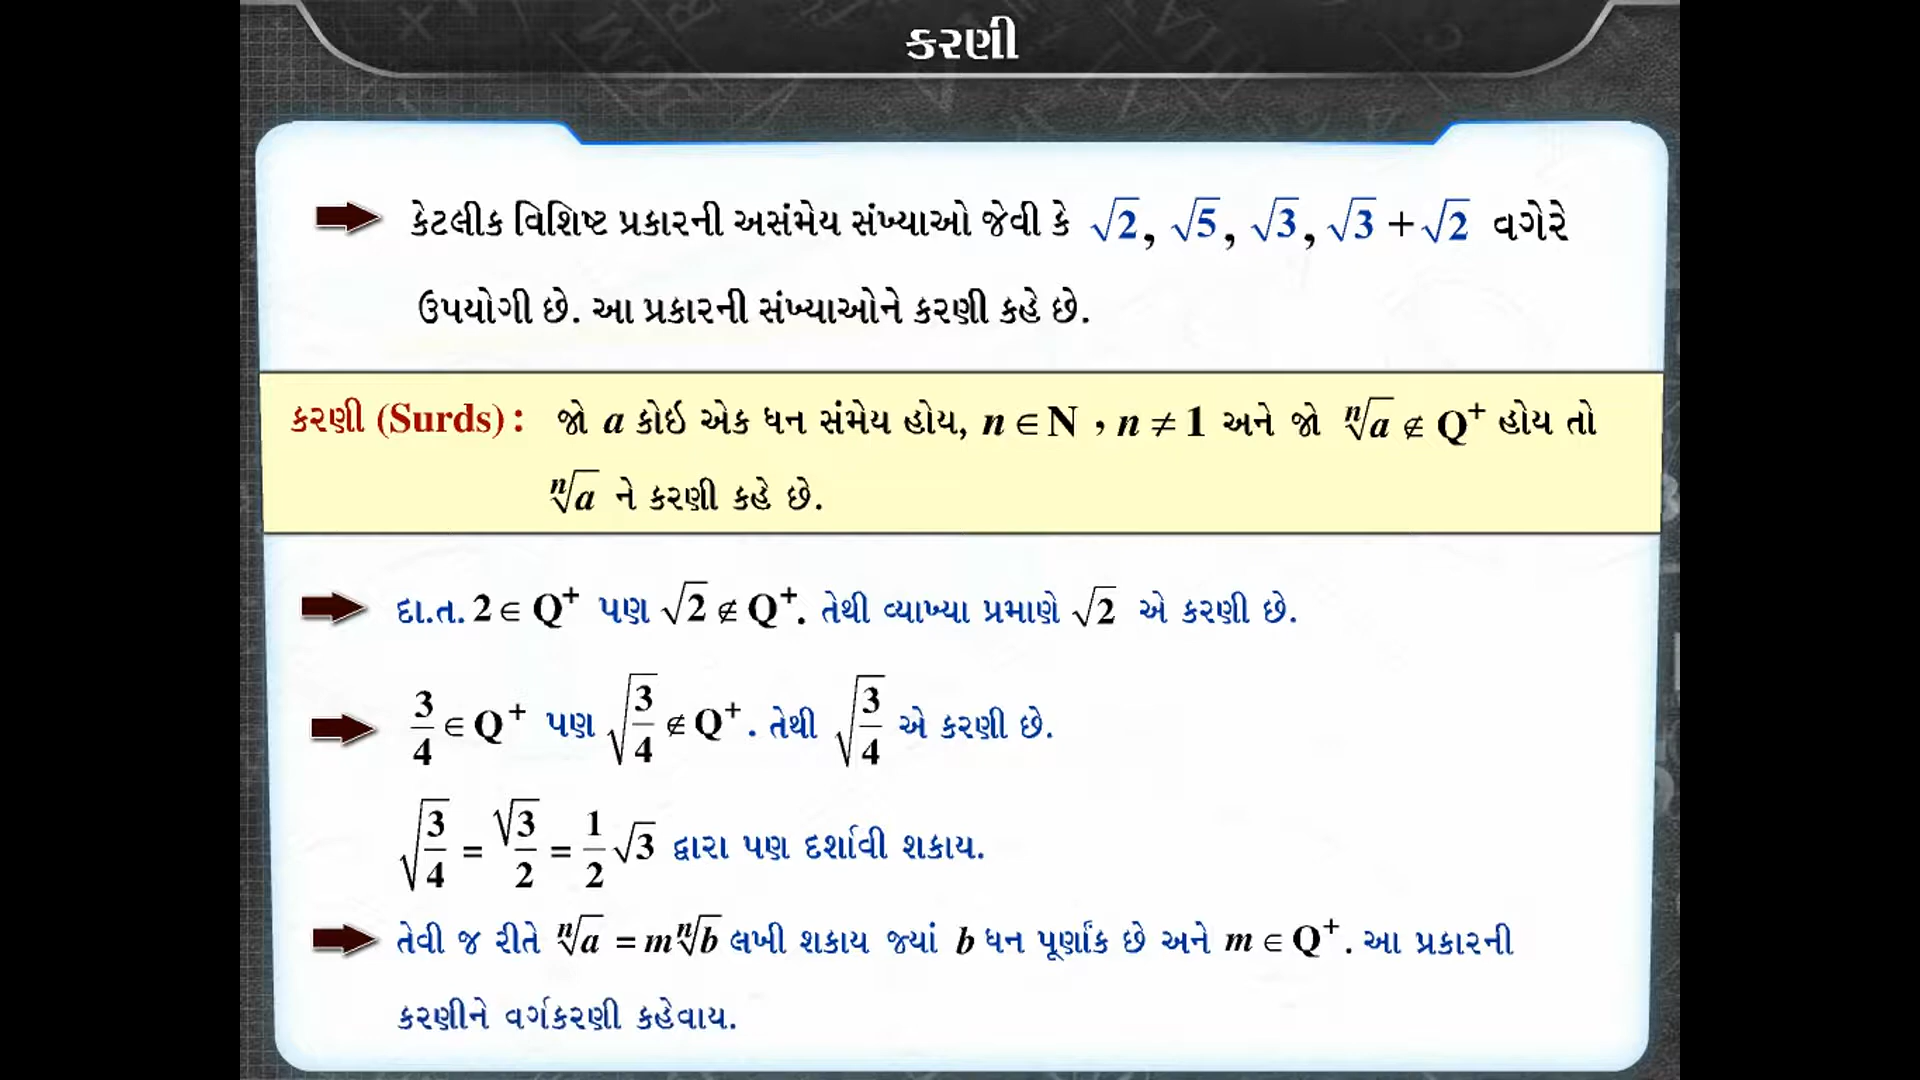 કરણી
કેટલીક વિશિષ્ટ પ્રકારની અસંમેય સંખ્યાઓ જેવી કે √2, √5, √3, √3 + √2 વગેરે
ઉપયોગી છે. આ પ્રકારની સંખ્યાઓને કરણી કહે છે.
કરણી (Surds) : જો a કોઇ એક ધન સંમેય હોય, n ∈ N , n ≠ 1 અને જો ⁿ√a ∉ Q⁺ હોય તો
ⁿ√a ને કરણી કહે છે.
દા.ત. 2 ∈ Q⁺ પણ √2 ∉ Q⁺. તેથી વ્યાખ્યા પ્રમાણે √2 એ કરણી છે.
3/4 ∈ Q⁺ પણ √(3/4) ∉ Q⁺. તેથી √(3/4) એ કરણી છે.
√(3/4) = √3/2 = 1/2 √3 દ્વારા પણ દર્શાવી શકાય.
તેવી જ રીતે ⁿ√a = m ⁿ√b લખી શકાય જ્યાં b ધન પૂર્ણાંક છે અને m ∈ Q⁺. આ પ્રકારની
કરણીને વર્ગકરણી કહેવાય.